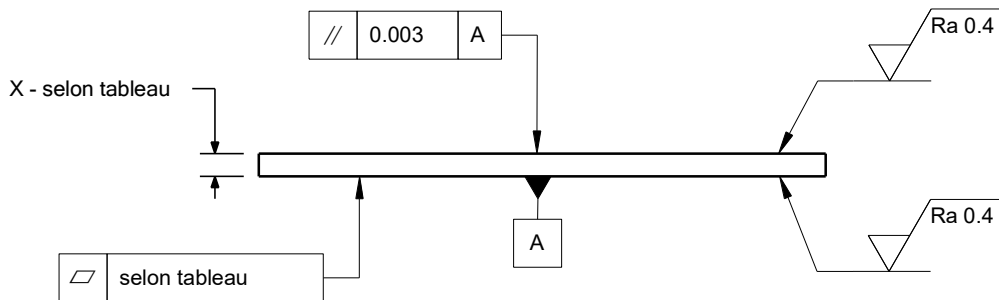 // 0.003 A
Ra 0.4
X - selon tableau
A
Ra 0.4
selon tableau